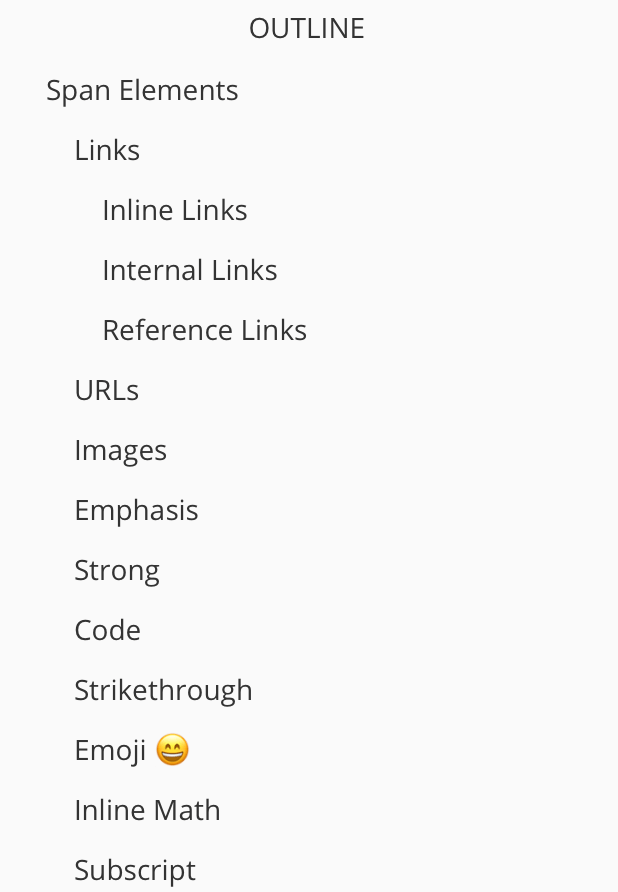 OUTLINE
Span Elements
Links
Inline Links
Internal Links
Reference Links
URLs
Images
Emphasis
Strong
Code
Strikethrough
Emoji 😄
Inline Math
Subscript